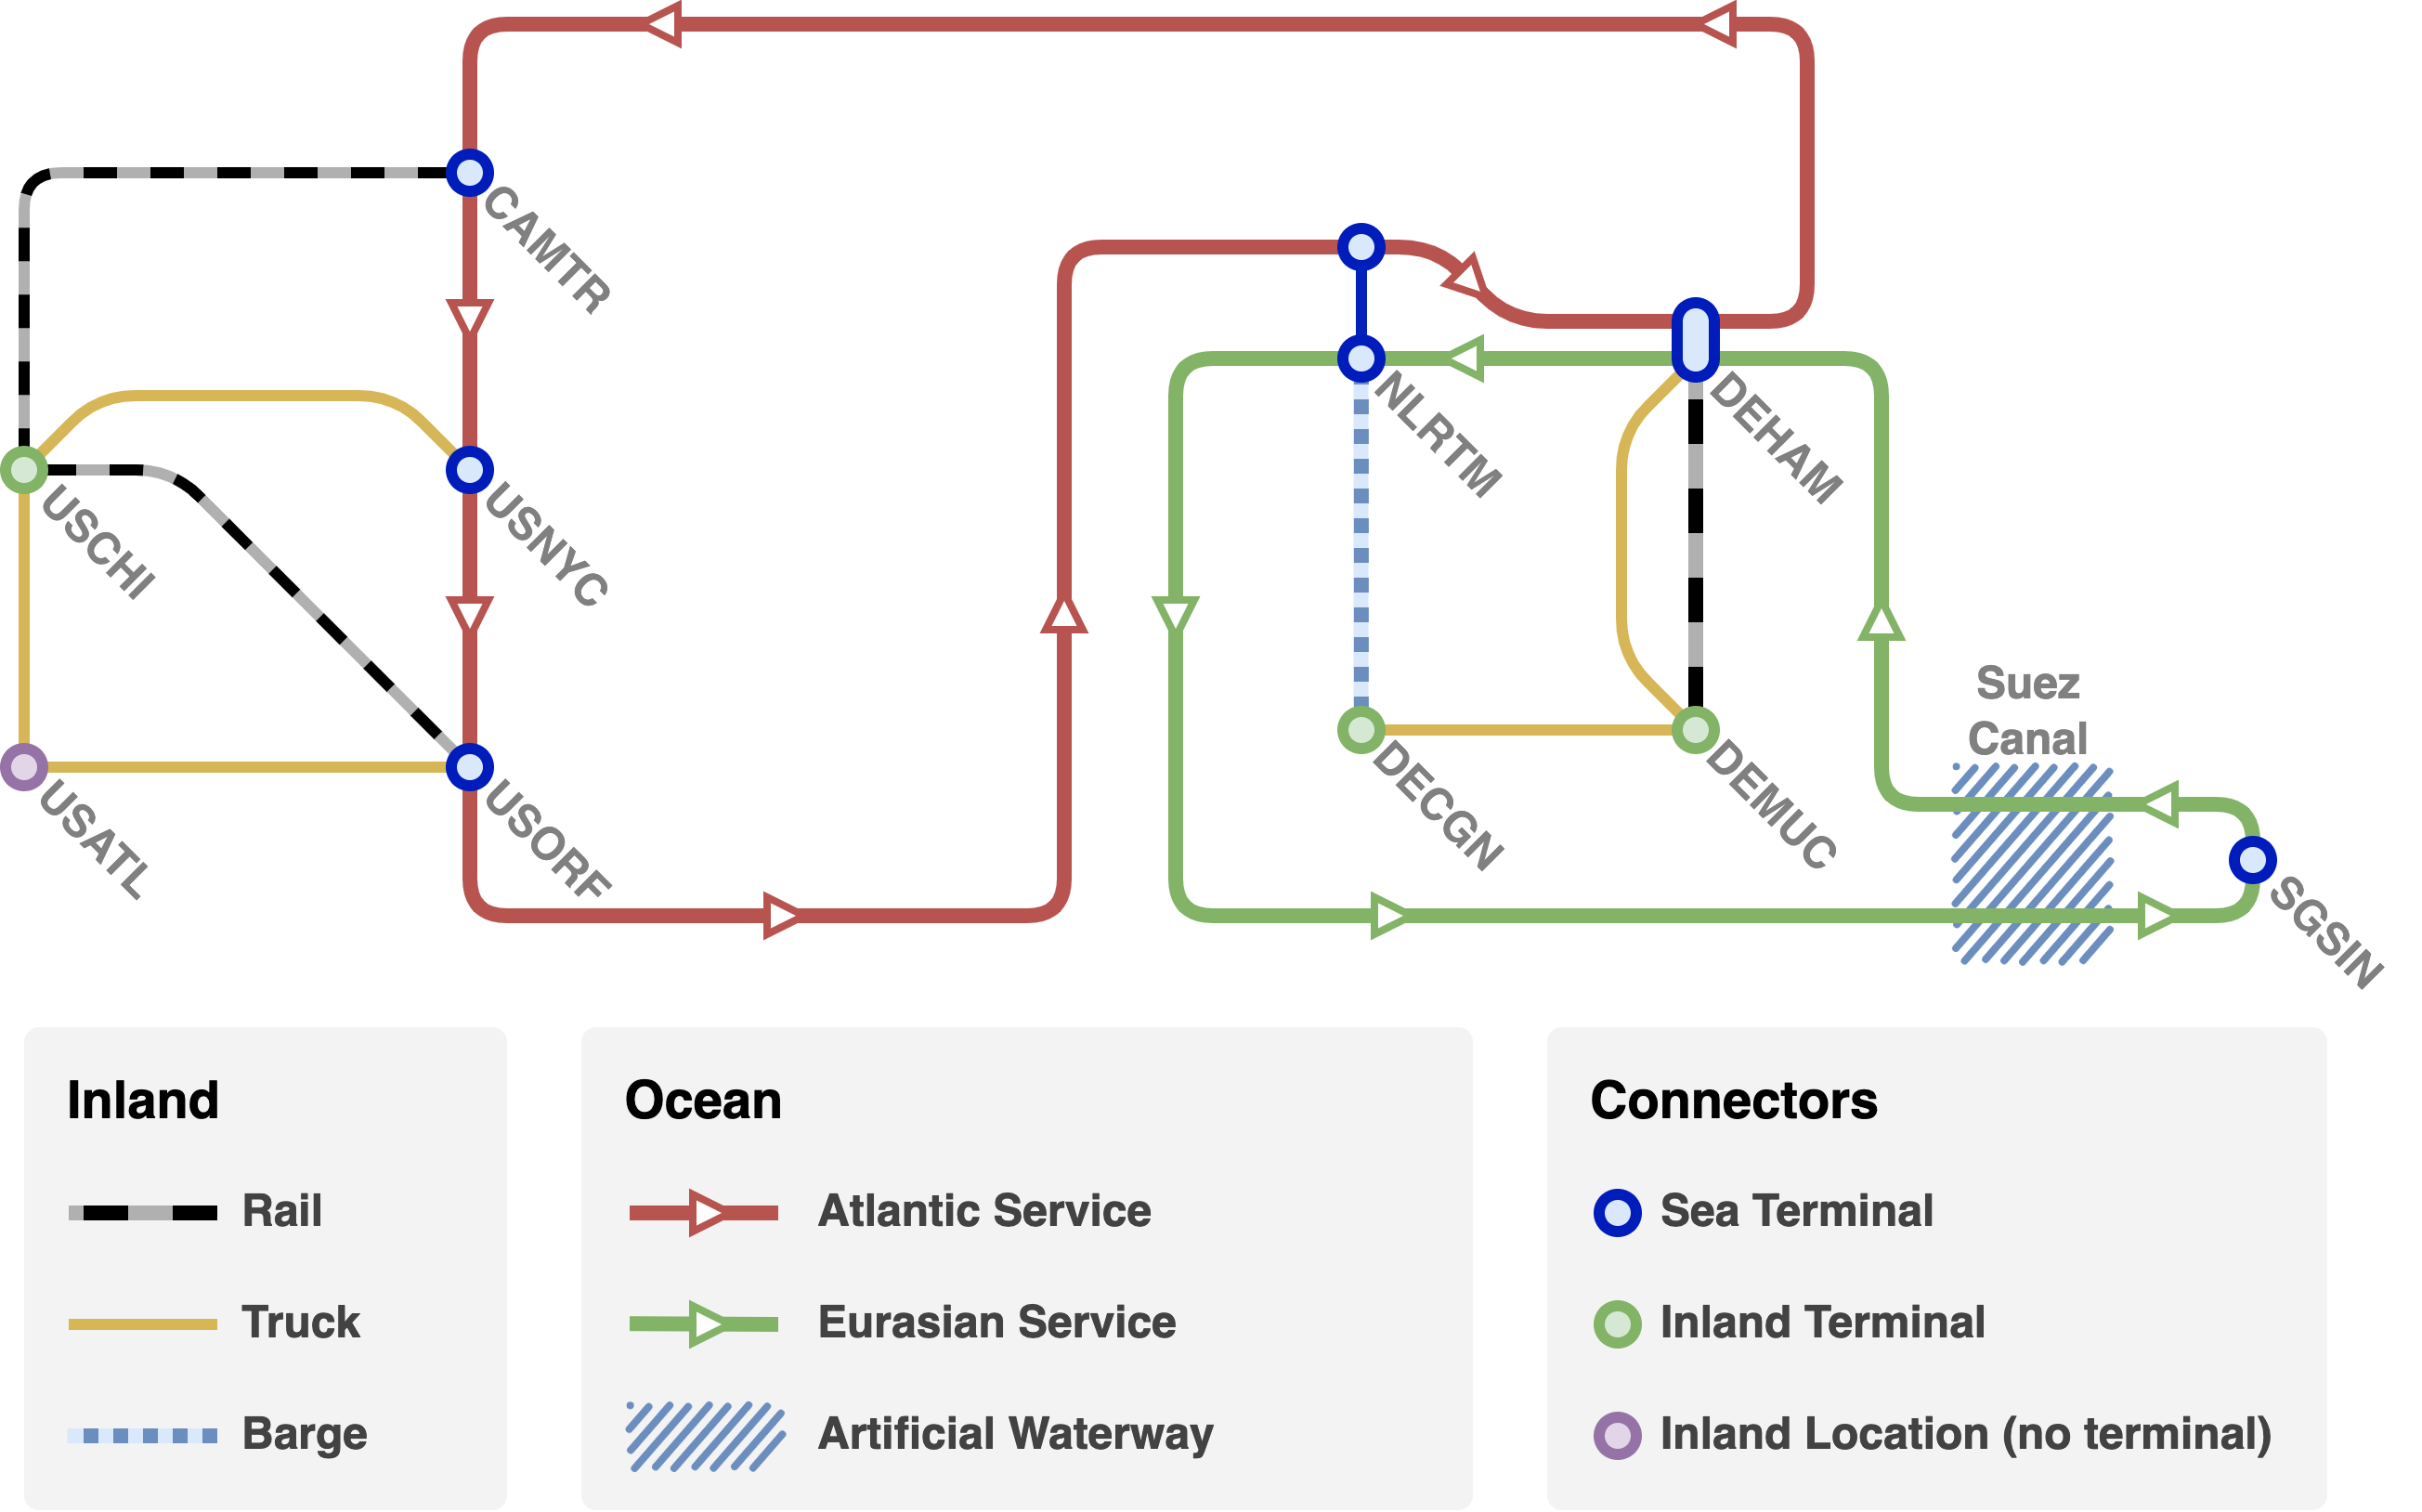 CAMTR
NLRTM
DEHAM
USCHI
USNYC
Suez
Canal
USATL
USORF
DECGN
DEMUC
SGSIN
Inland
Rail
Truck
Barge
Ocean
Atlantic Service
Eurasian Service
Artificial Waterway
Connectors
Sea Terminal
Inland Terminal
Inland Location (no terminal)